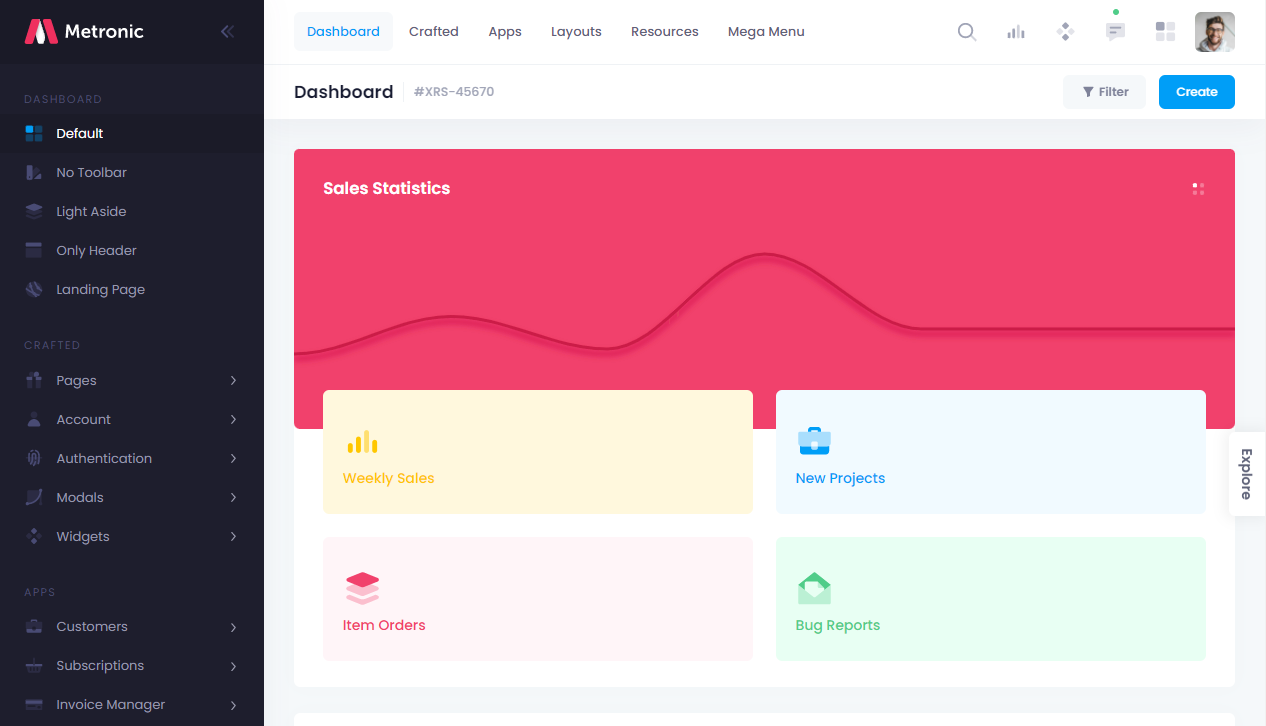 Metronic
DASHBOARD
Default
No Toolbar
Light Aside
Only Header
Landing Page
CRAFTED
Pages
Account
Authentication
Modals
Widgets
APPS
Customers
Subscriptions
Invoice Manager
Dashboard Crafted Apps Layouts Resources Mega Menu
Dashboard #XRS-45670 Filter Create
Sales Statistics
Weekly Sales
New Projects
Item Orders
Bug Reports
Explore